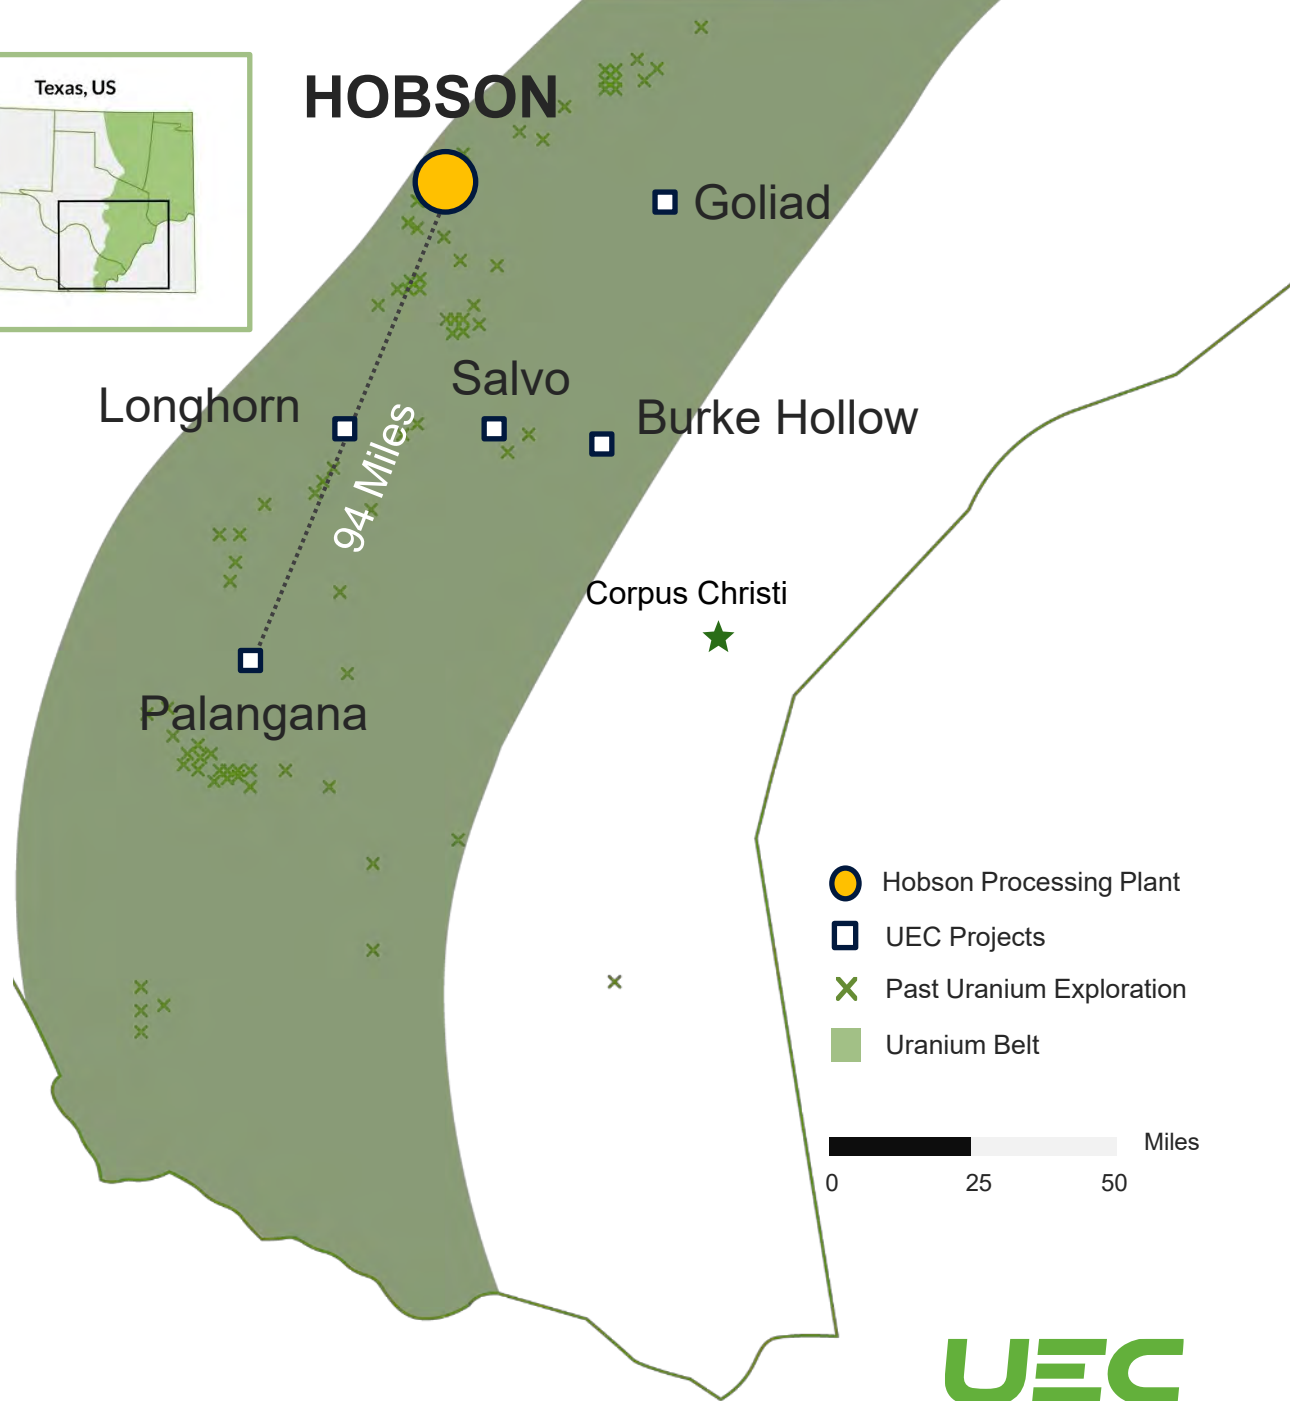 Texas, US
HOBSON
Goliad
Salvo
Longhorn
Burke Hollow
94 Miles
Corpus Christi
Palangana
Hobson Processing Plant
UEC Projects
Past Uranium Exploration
Uranium Belt
Miles
0 25 50
UEC